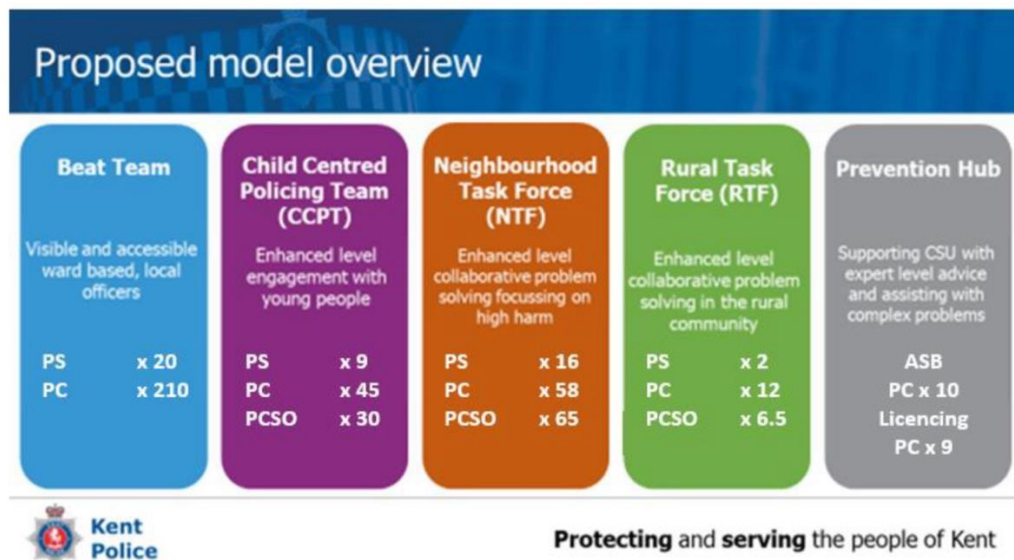 Proposed model overview
Beat Team
Visible and accessible
ward based, local
officers
PS x 20
PC x 210
Child Centred
Policing Team
(CCPT)
Enhanced level
engagement with
young people
PS x 9
PC x 45
PCSO x 30
Neighbourhood
Task Force
(NTF)
Enhanced level
collaborative problem
solving focussing on
high harm
PS x 16
PC x 58
PCSO x 65
Rural Task
Force (RTF)
Enhanced level
collaborative problem
solving in the rural
community
PS x 2
PC x 12
PCSO x 6.5
Prevention Hub
Supporting CSU with
expert level advice
and assisting with
complex problems
ASB
PC x 10
Licencing
PC x 9
Kent
Police
Protecting and serving the people of Kent